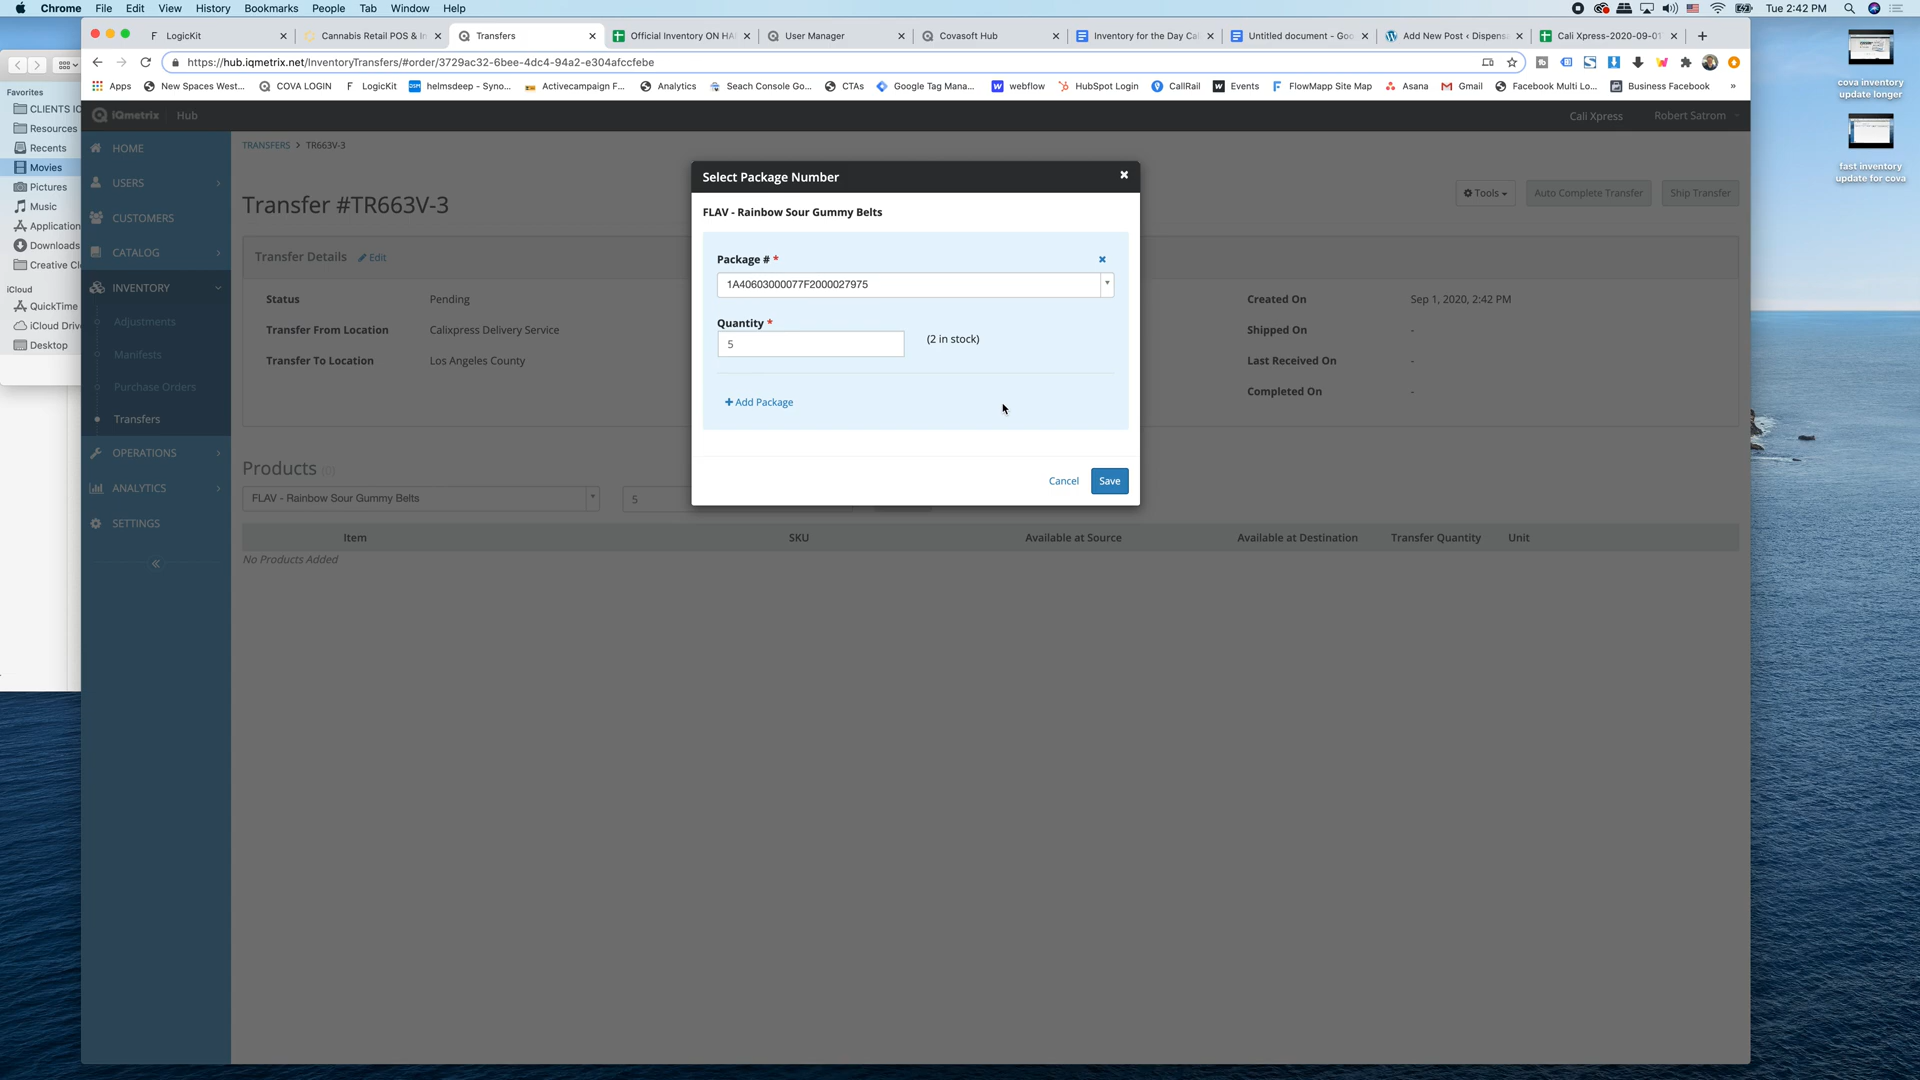 Chrome File Edit View History Bookmarks People Tab Window Help Tue 2:42 PM
LogicKit Cannabis Retail POS & In Transfers Official Inventory ON HA User Manager Covasoft Hub Inventory for the Day Ca Untitled document - Goo Add New Post ‹ Dispens Cali Xpress-2020-09-01
https://hub.iqmetrix.net/InventoryTransfers/#order/3729ac32-6bee-4dc4-94a2-e304afccfebe
Apps New Spaces West... COVA LOGIN LogicKit helmsdeep - Syno... Activecampaign F... Analytics Seach Console Go... CTAs Google Tag Mana... webflow HubSpot Login CallRail Events FlowMapp Site Map Asana Gmail Facebook Multi Lo... Business Facebook »
cova inventory
update longer
fast inventory
update for cova
Favorites
CLIENTS IC
Resources
Recents
Movies
Pictures
Music
Application
Downloads
Creative Cl
iCloud
QuickTime
iCloud Driv
Desktop
iQmetrix Hub Cali Xpress Robert Satrom
HOME
USERS
CUSTOMERS
CATALOG
INVENTORY
Adjustments
Manifests
Purchase Orders
Transfers
OPERATIONS
ANALYTICS
SETTINGS
«
TRANSFERS > TR663V-3
Transfer #TR663V-3
Tools Auto Complete Transfer Ship Transfer
Transfer Details Edit
Status Pending
Transfer From Location Calixpress Delivery Service
Transfer To Location Los Angeles County
Created On Sep 1, 2020, 2:42 PM
Shipped On -
Last Received On -
Completed On -
Select Package Number
FLAV - Rainbow Sour Gummy Belts
Package # *
1A40603000077F2000027975
Quantity *
5 (2 in stock)
+ Add Package
Cancel Save
Products (0)
FLAV - Rainbow Sour Gummy Belts 5
Item SKU Available at Source Available at Destination Transfer Quantity Unit
No Products Added